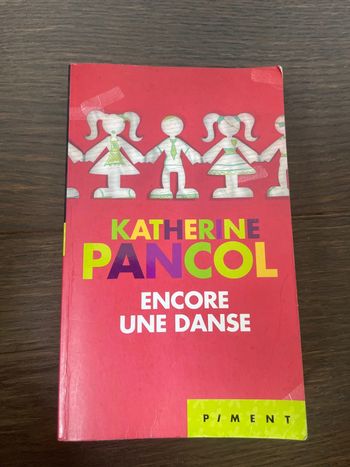 KATHERINE
PANCOL
ENCORE
UNE DANSE
PIMENT